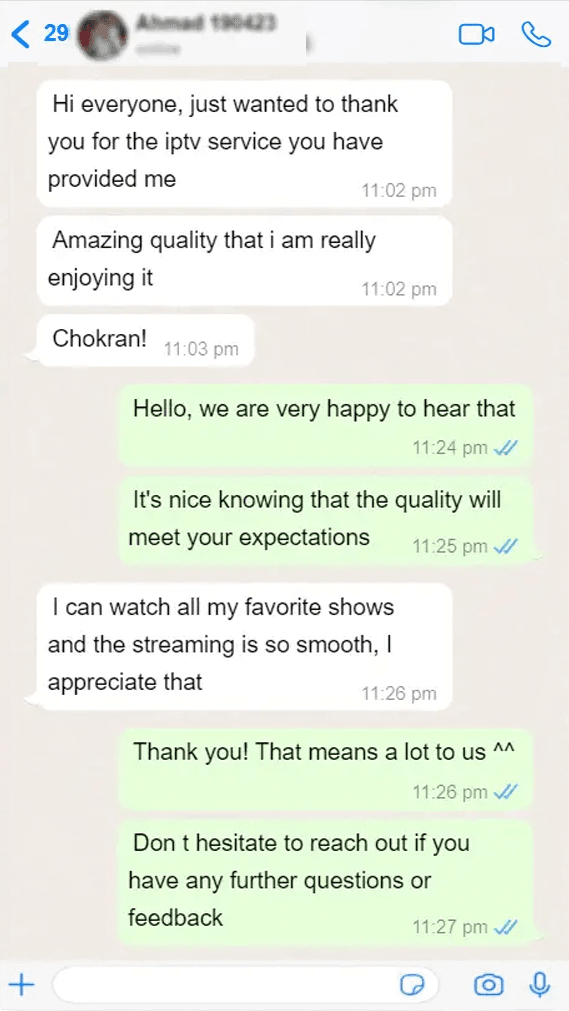 29
Ahmad 190423
online
Hi everyone, just wanted to thank
you for the iptv service you have
provided me
11:02 pm
Amazing quality that i am really
enjoying it
11:02 pm
Chokran!
11:03 pm
Hello, we are very happy to hear that
11:24 pm
It's nice knowing that the quality will
meet your expectations
11:25 pm
I can watch all my favorite shows
and the streaming is so smooth, I
appreciate that
11:26 pm
Thank you! That means a lot to us ^^
11:26 pm
Don t hesitate to reach out if you
have any further questions or
feedback
11:27 pm